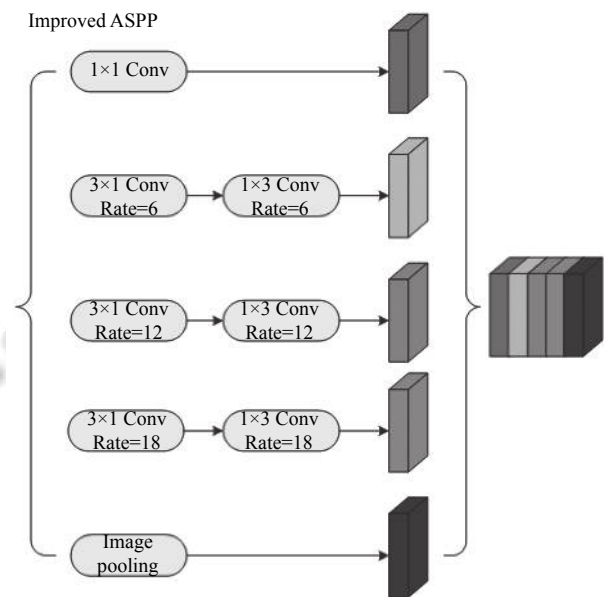 Improved ASPP
1×1 Conv
3×1 Conv
Rate=6
1×3 Conv
Rate=6
3×1 Conv
Rate=12
1×3 Conv
Rate=12
3×1 Conv
Rate=18
1×3 Conv
Rate=18
Image
pooling